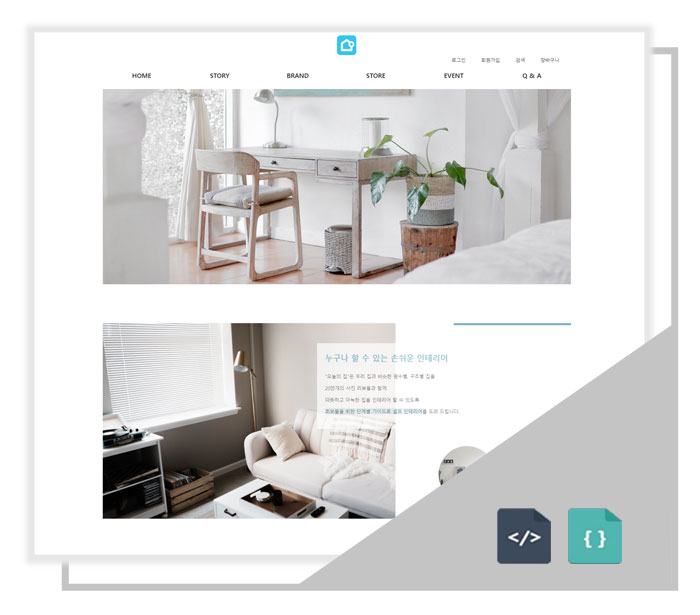 로그인 회원가입 검색 장바구니
HOME STORY BRAND STORE EVENT Q & A
누구나 할 수 있는 손쉬운 인테리어
"오늘의 집"은 우리 집과 비슷한 평수별, 구조별 집들
20만개의 사진 리뷰들과 함께
따뜻하고 아늑한 집을 인테리어 할 수 있도록
초보들을 위한 단계별 가이드로 셀프 인테리어를 도와 드립니다.
</>
{ }